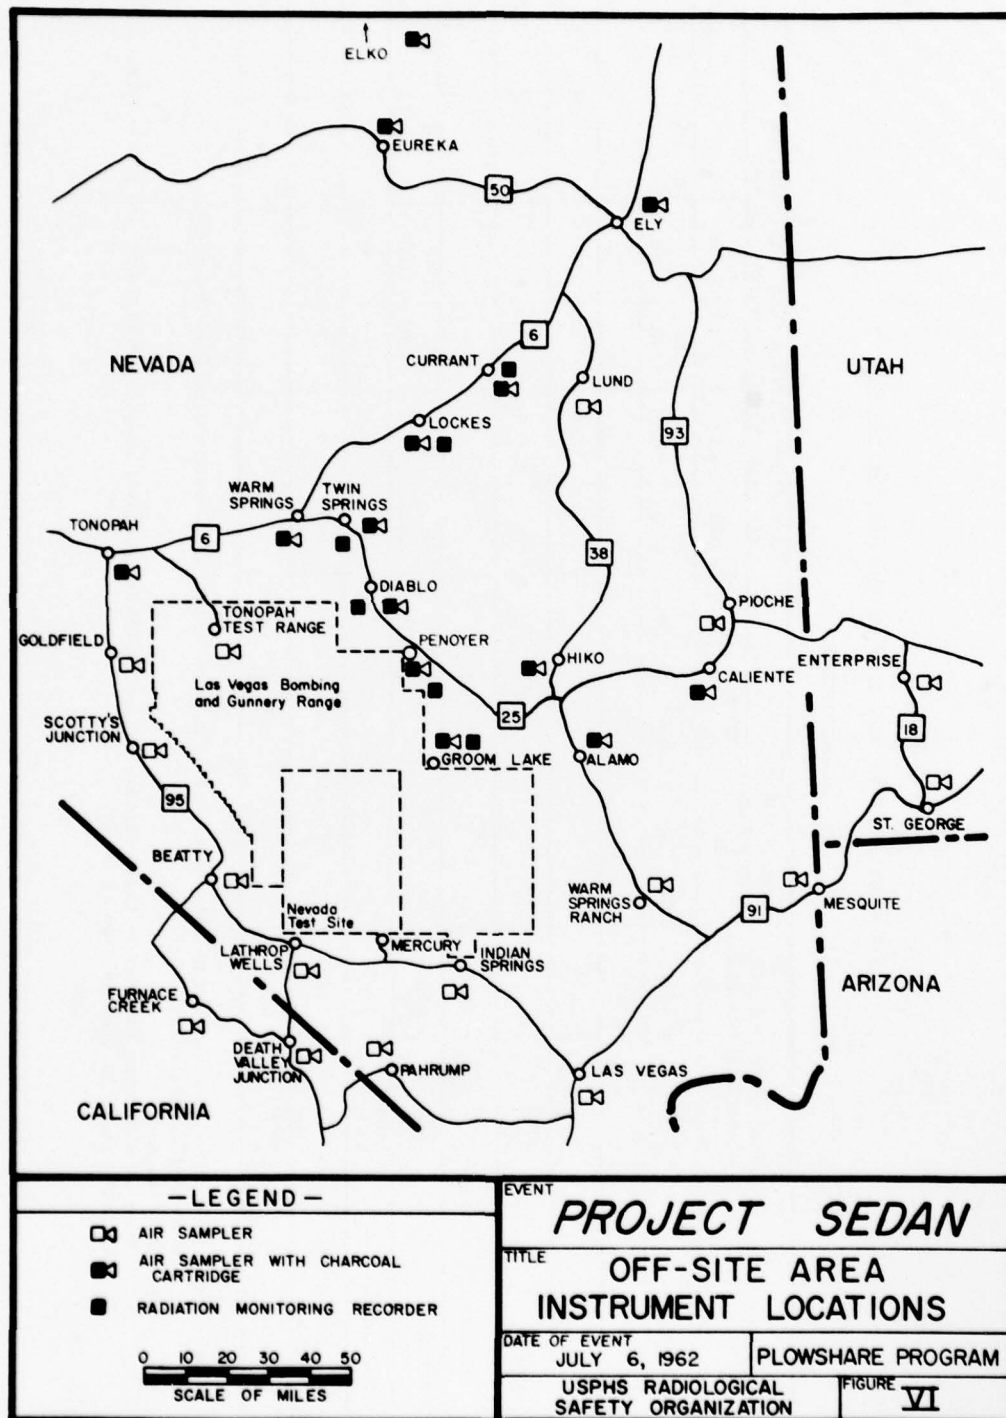 ELKO
EUREKA
50
ELY
6
CURRANT
NEVADA
UTAH
LUND
LOCKES
93
WARM
SPRINGS
TWIN
SPRINGS
TONOPAH
6
38
DIABLO
PIOCHE
TONOPAH
TEST RANGE
GOLDFIELD
PENOYER
HIKO
ENTERPRISE
CALIENTE
Las Vegas Bombing
and Gunnery Range
25
18
SCOTTY'S
JUNCTION
GROOM LAKE
ALAMO
95
ST. GEORGE
BEATTY
WARM
SPRINGS
RANCH
91
MESQUITE
Nevada
Test Site
LATHROP
WELLS
MERCURY
INDIAN
SPRINGS
ARIZONA
FURNACE
CREEK
DEATH
VALLEY
JUNCTION
PAHRUMP
LAS VEGAS
CALIFORNIA
—LEGEND—
AIR SAMPLER
AIR SAMPLER WITH CHARCOAL
CARTRIDGE
RADIATION MONITORING RECORDER
0 10 20 30 40 50
SCALE OF MILES
EVENT
PROJECT SEDAN
TITLE
OFF-SITE AREA
INSTRUMENT LOCATIONS
DATE OF EVENT
JULY 6, 1962
PLOWSHARE PROGRAM
USPHS RADIOLOGICAL
SAFETY ORGANIZATION
FIGURE VI